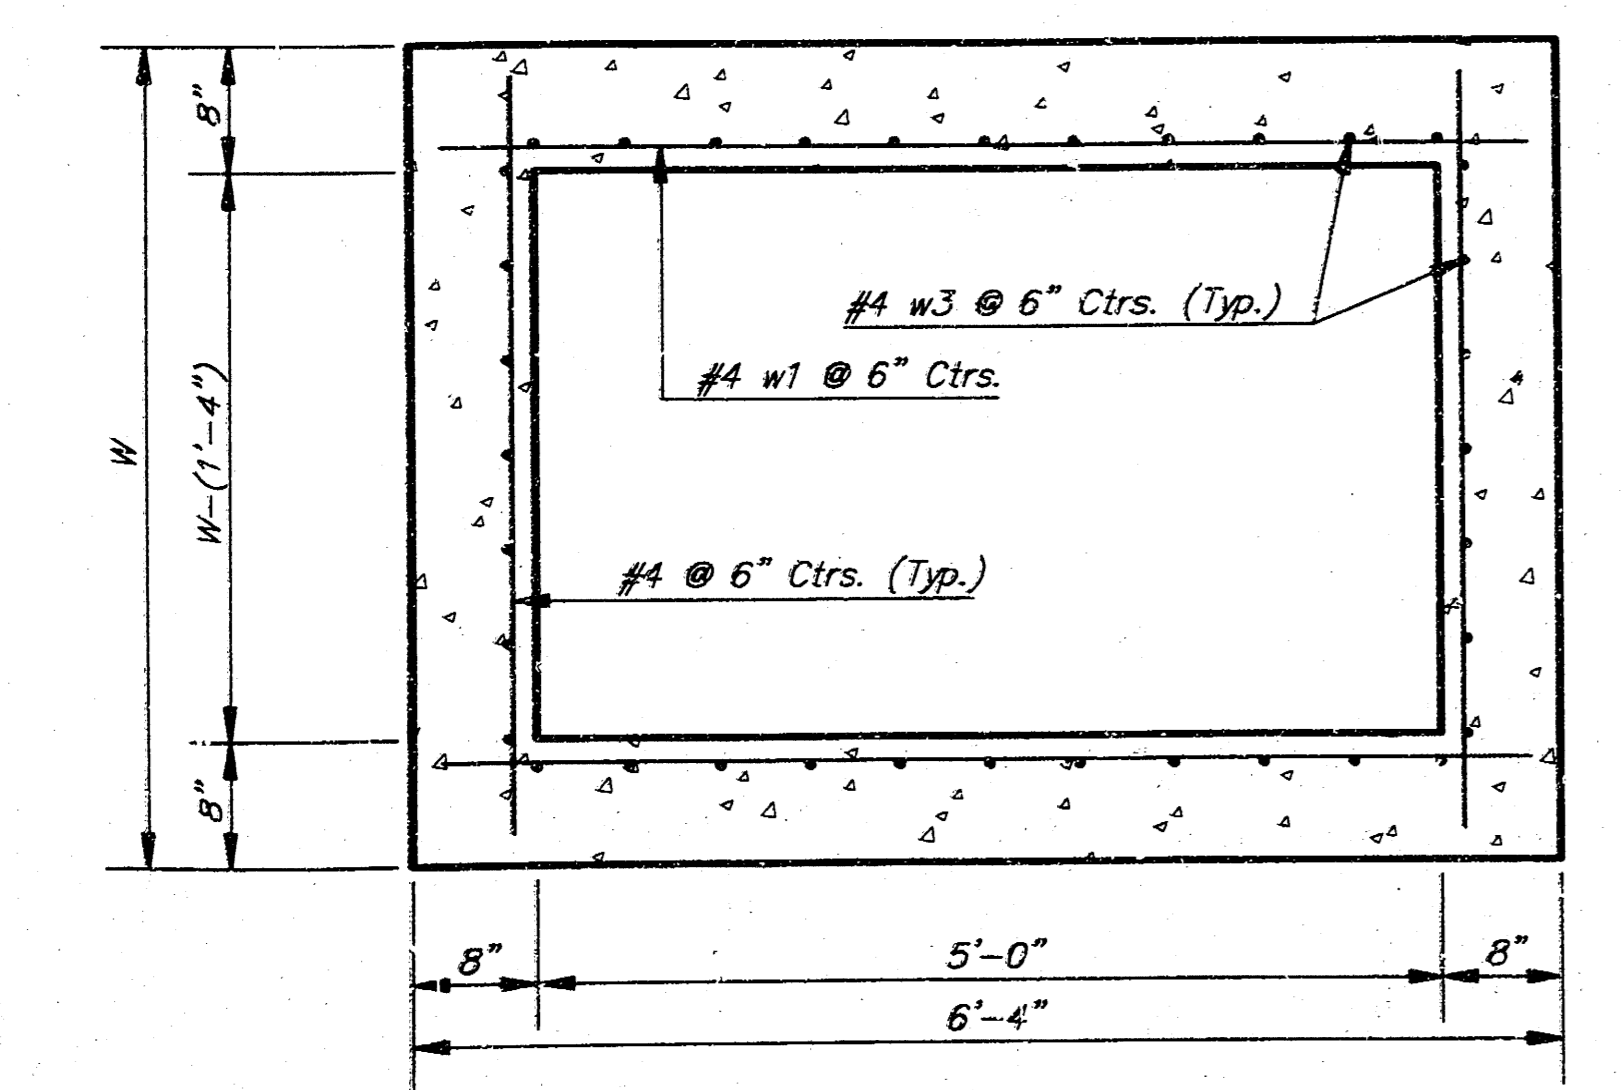 8"
#4 w3 @ 6" Ctrs. (Typ.)
#4 w1 @ 6" Ctrs.
W
W-(1'-4")
#4 @ 6" Ctrs. (Typ.)
8"
8"
5'-0"
8"
6'-4"